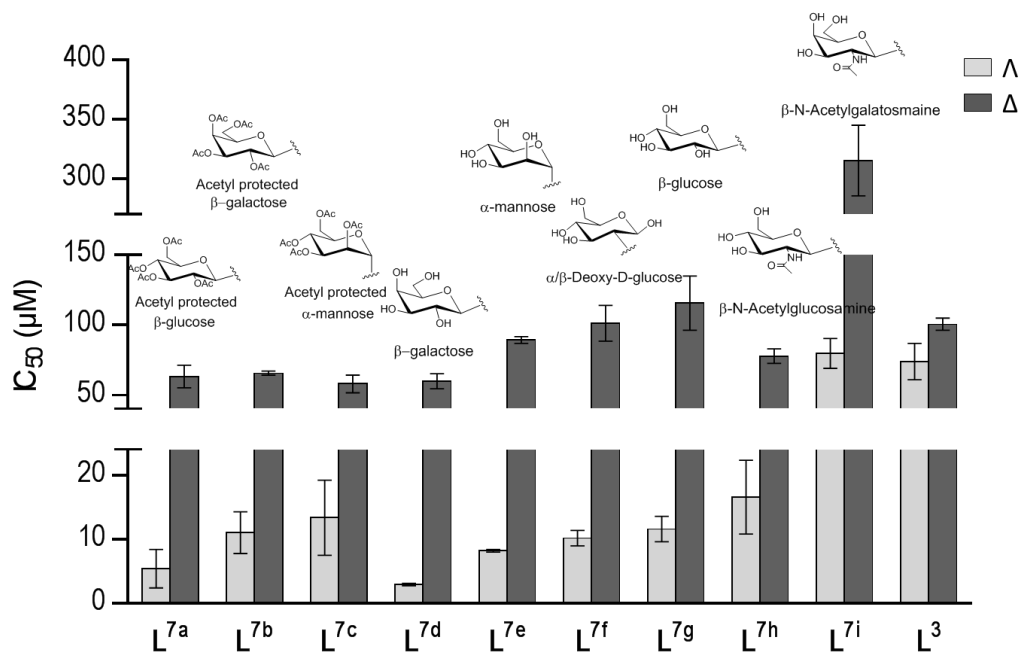 400
350
300
150
100
50
20
10
0
IC50 (μM)
Λ
Δ
OAc
OAc
O
AcO
OAc
Acetyl protected
β–galactose
OAc
O
AcO
AcO
OAc
Acetyl protected
β-glucose
OAc
OAc
O
AcO
AcO
Acetyl protected
α-mannose
OH
OH
O
HO
OH
β–galactose
OH
OH
O
HO
HO
α-mannose
OH
O
OH
HO
HO
α/β-Deoxy-D-glucose
OH
O
HO
HO
OH
β-glucose
OH
O
HO
HO
NH
O
β-N-Acetylglucosamine
OH
OH
O
HO
NH
O
β-N-Acetylgalatosmaine
L7a
L7b
L7c
L7d
L7e
L7f
L7g
L7h
L7i
L3